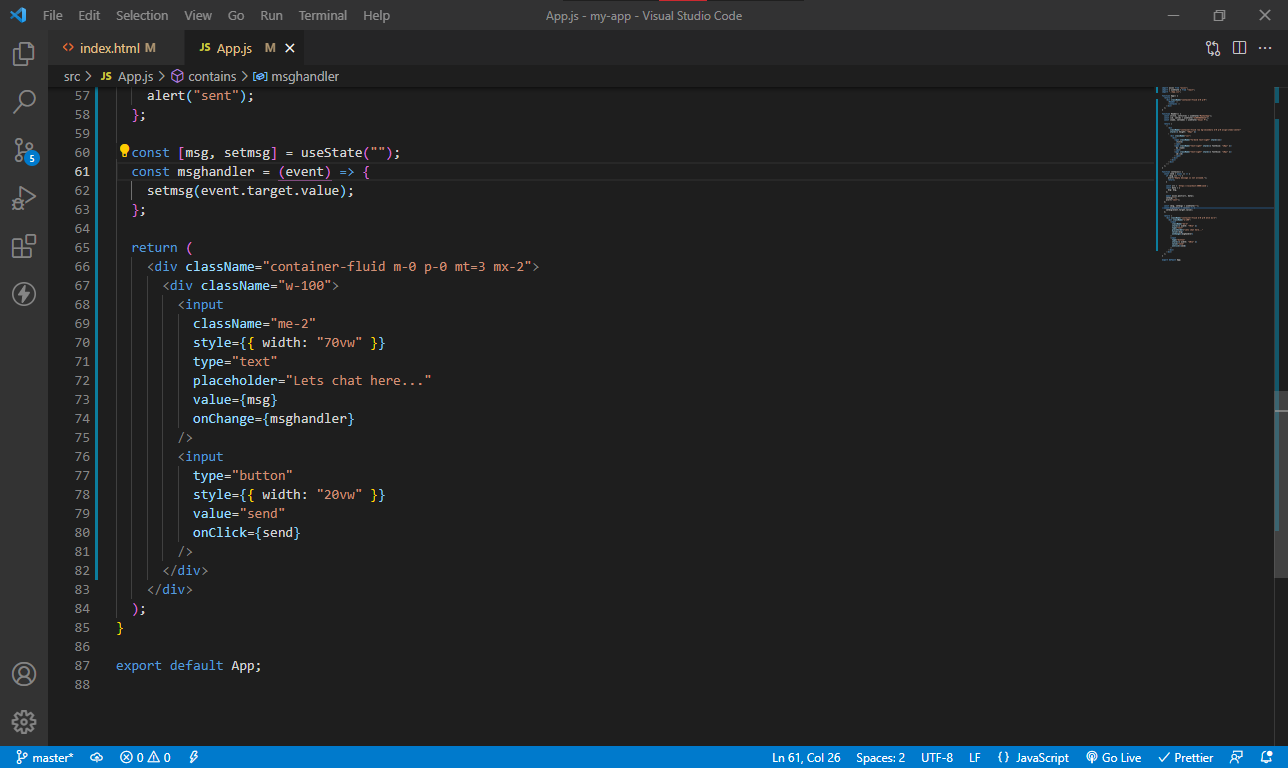 File Edit Selection View Go Run Terminal Help App.js - my-app - Visual Studio Code
index.html M JS App.js M
src JS App.js contains msghandler
57 alert("sent");
58 };
59
60 const [msg, setmsg] = useState("");
61 const msghandler = (event) => {
62 setmsg(event.target.value);
63 };
64
65 return (
66 <div className="container-fluid m-0 p-0 mt=3 mx-2">
67 <div className="w-100">
68 <input
69 className="me-2"
70 style={{ width: "70vw" }}
71 type="text"
72 placeholder="Lets chat here..."
73 value={msg}
74 onChange={msghandler}
75 />
76 <input
77 type="button"
78 style={{ width: "20vw" }}
79 value="send"
80 onClick={send}
81 />
82 </div>
83 </div>
84 );
85 }
86
87 export default App;
88
5
master* 0 0 Ln 61, Col 26 Spaces: 2 UTF-8 LF {} JavaScript Go Live Prettier